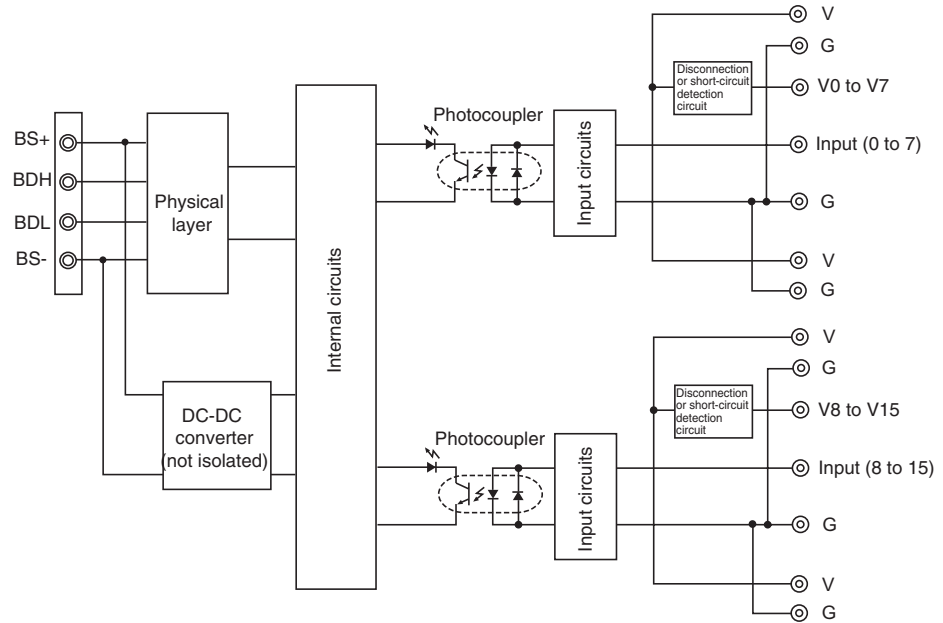 BS+
BDH
BDL
BS-
Physical
layer
DC-DC
converter
(not isolated)
Internal circuits
Photocoupler
Input circuits
Disconnection
or short-circuit
detection
circuit
V
G
V0 to V7
Input (0 to 7)
G
V
G
Photocoupler
Input circuits
Disconnection
or short-circuit
detection
circuit
V
G
V8 to V15
Input (8 to 15)
G
V
G